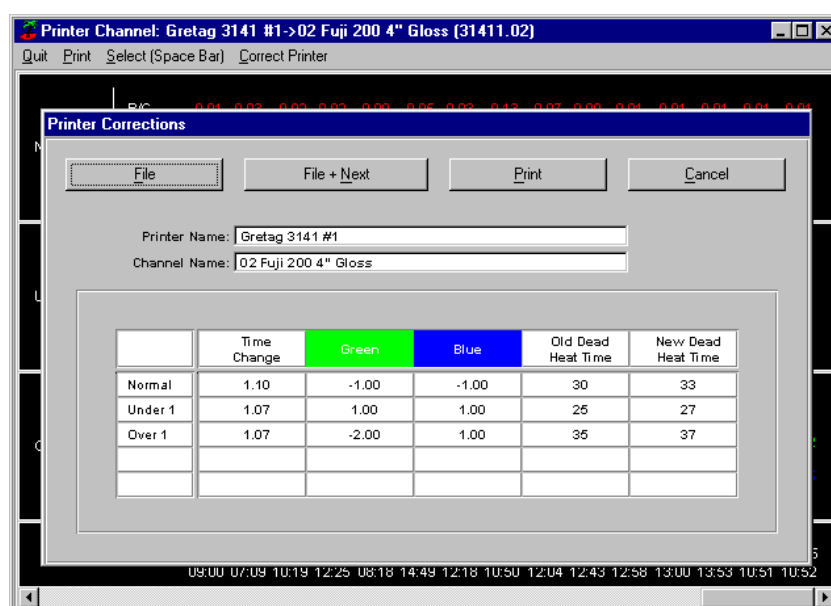 Printer Channel: Gretag 3141 #1->02 Fuji 200 4" Gloss (31411.02)
Quit Print Select (Space Bar) Correct Printer
Printer Corrections
File File + Next Print Cancel
Printer Name: Gretag 3141 #1
Channel Name: 02 Fuji 200 4" Gloss
Time Change Green Blue Old Dead Heat Time New Dead Heat Time
Normal 1.10 -1.00 -1.00 30 33
Under 1 1.07 1.00 1.00 25 27
Over 1 1.07 -2.00 1.00 35 37
09:00 07:09 10:19 12:25 08:18 14:49 12:18 10:50 12:04 12:43 12:58 13:00 13:53 10:51 10:52